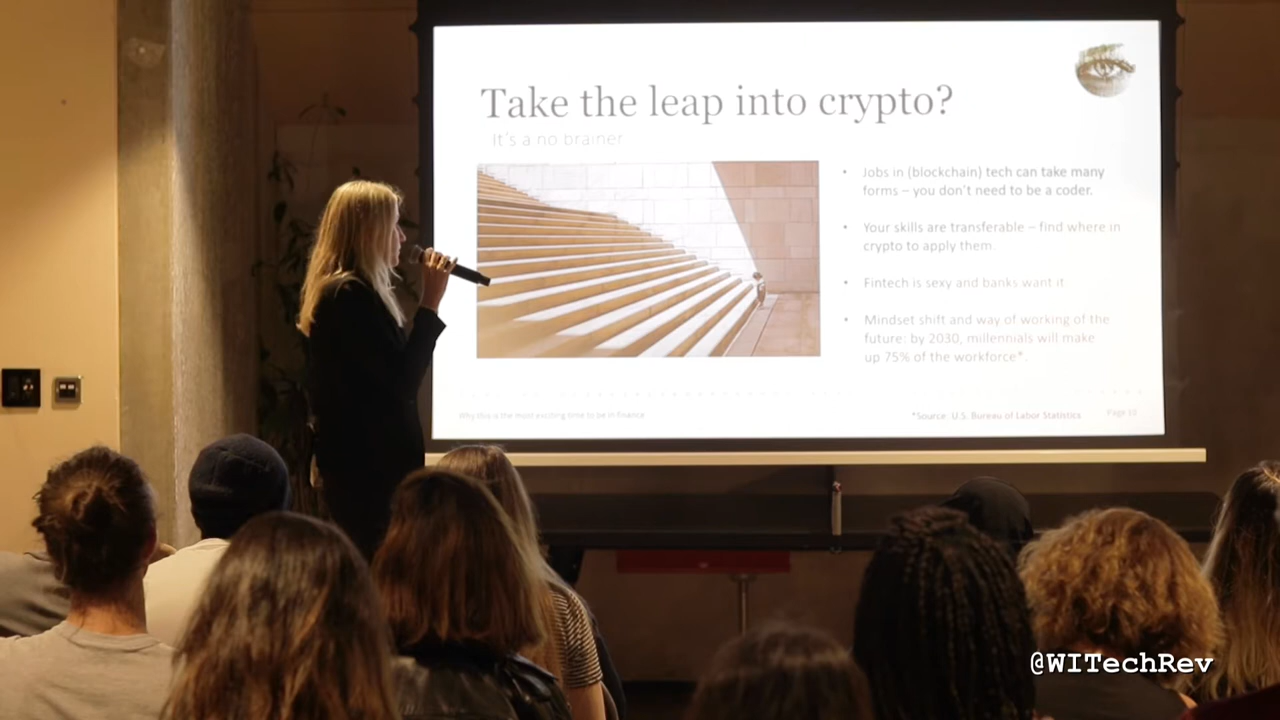 Take the leap into crypto?
It's a no brainer
• Jobs in (blockchain) tech can take many
forms – you don't need to be a coder.
• Your skills are transferable – find where in
crypto to apply them.
• Fintech is sexy and banks want it
• Mindset shift and way of working of the
future: by 2030, millennials will make
up 75% of the workforce*.
Why this is the most exciting time to be in finance
*Source: U.S. Bureau of Labor Statistics
Page 10
@WITechRev